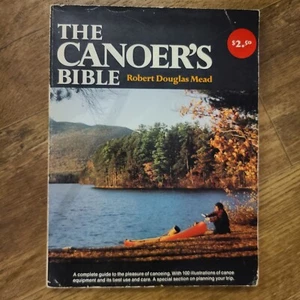 THE
CANOER'S
BIBLE
Robert Douglas Mead
$2.50
A complete guide to the pleasure of canoeing. With 100 illustrations of canoe
equipment and its best use and care. A special section on planning your trip.